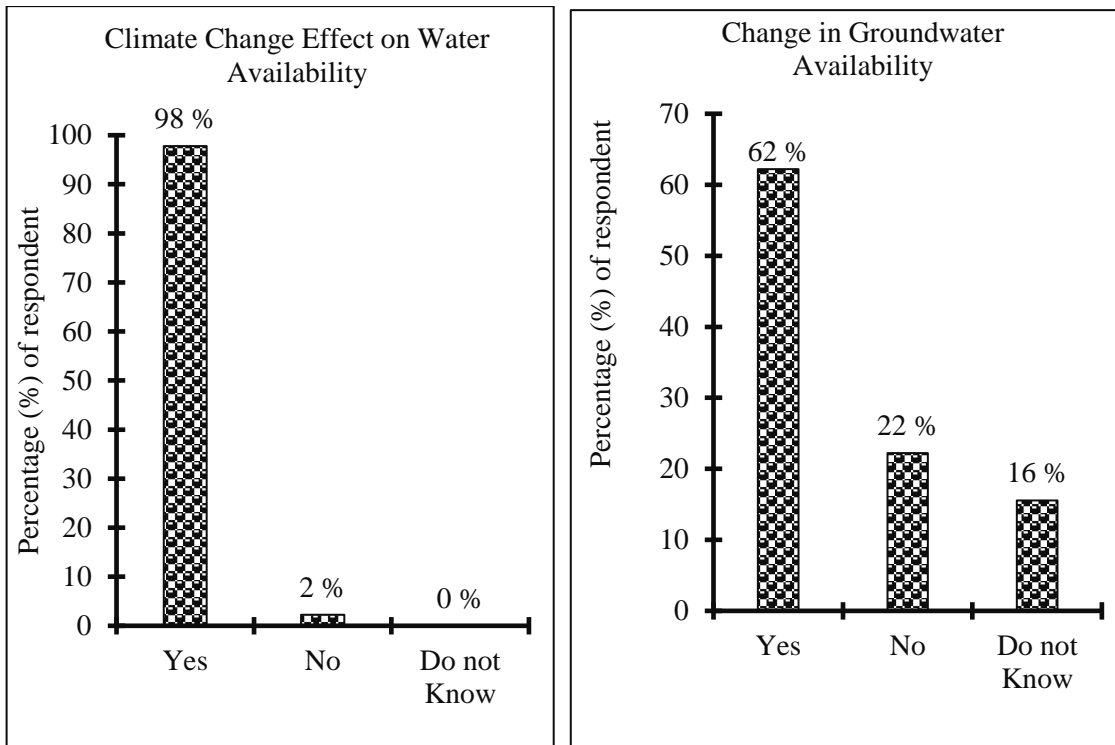 Climate Change Effect on Water
Availability
Percentage (%) of respondent
100
90
80
70
60
50
40
30
20
10
0
98 %
2 %
0 %
Yes
No
Do not
Know
Change in Groundwater
Availability
Percentage (%) of respondent
70
60
50
40
30
20
10
0
62 %
22 %
16 %
Yes
No
Do not
Know